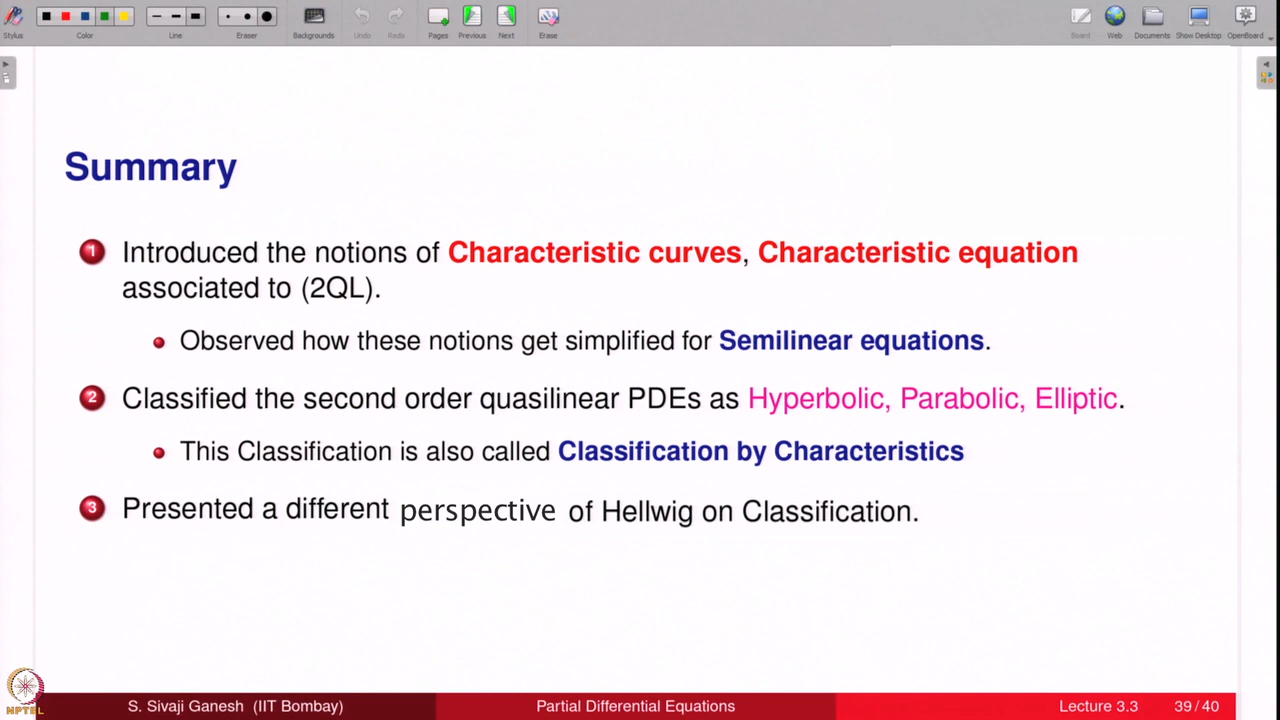 Stylus Color Line Eraser Backgrounds Undo Redo Pages Previous Next Erase Board Web Documents Show Desktop OpenBoard
Summary
1 Introduced the notions of Characteristic curves, Characteristic equation
associated to (2QL).
Observed how these notions get simplified for Semilinear equations.
2 Classified the second order quasilinear PDEs as Hyperbolic, Parabolic, Elliptic.
This Classification is also called Classification by Characteristics
3 Presented a different perspective of Hellwig on Classification.
NPTEL
S. Sivaji Ganesh (IIT Bombay) Partial Differential Equations Lecture 3.3 39/40